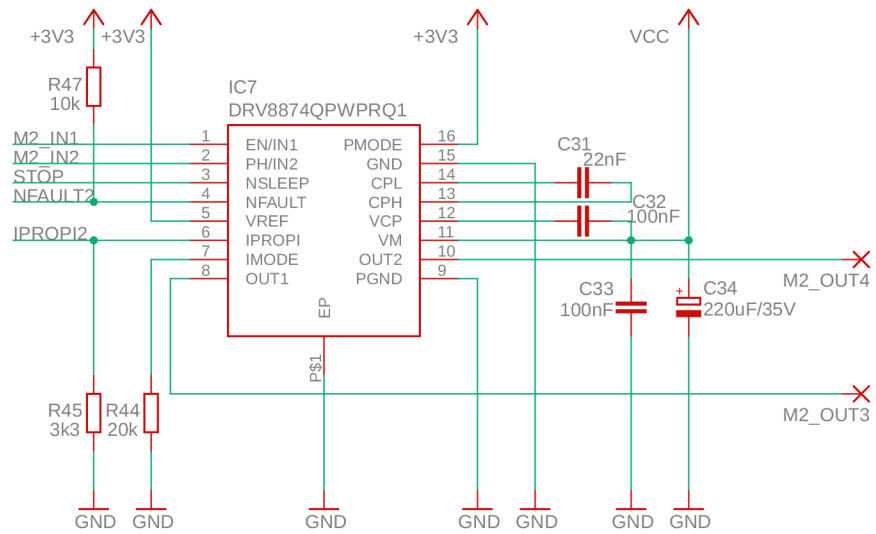 +3V3
+3V3
+3V3
VCC
R47
10k
IC7
DRV8874QPWPRQ1
M2_IN1
M2_IN2
STOP
NFAULT2
IPROPI2
1
2
3
4
5
6
7
8
EN/IN1
PH/IN2
NSLEEP
NFAULT
VREF
IPROPI
IMODE
OUT1
PMODE
GND
CPL
CPH
VCP
VM
OUT2
PGND
16
15
14
13
12
11
10
9
EP
P$1
C31
22nF
C32
100nF
C33
100nF
+
C34
220uF/35V
M2_OUT4
M2_OUT3
R45
3k3
R44
20k
GND
GND
GND
GND
GND
GND
GND